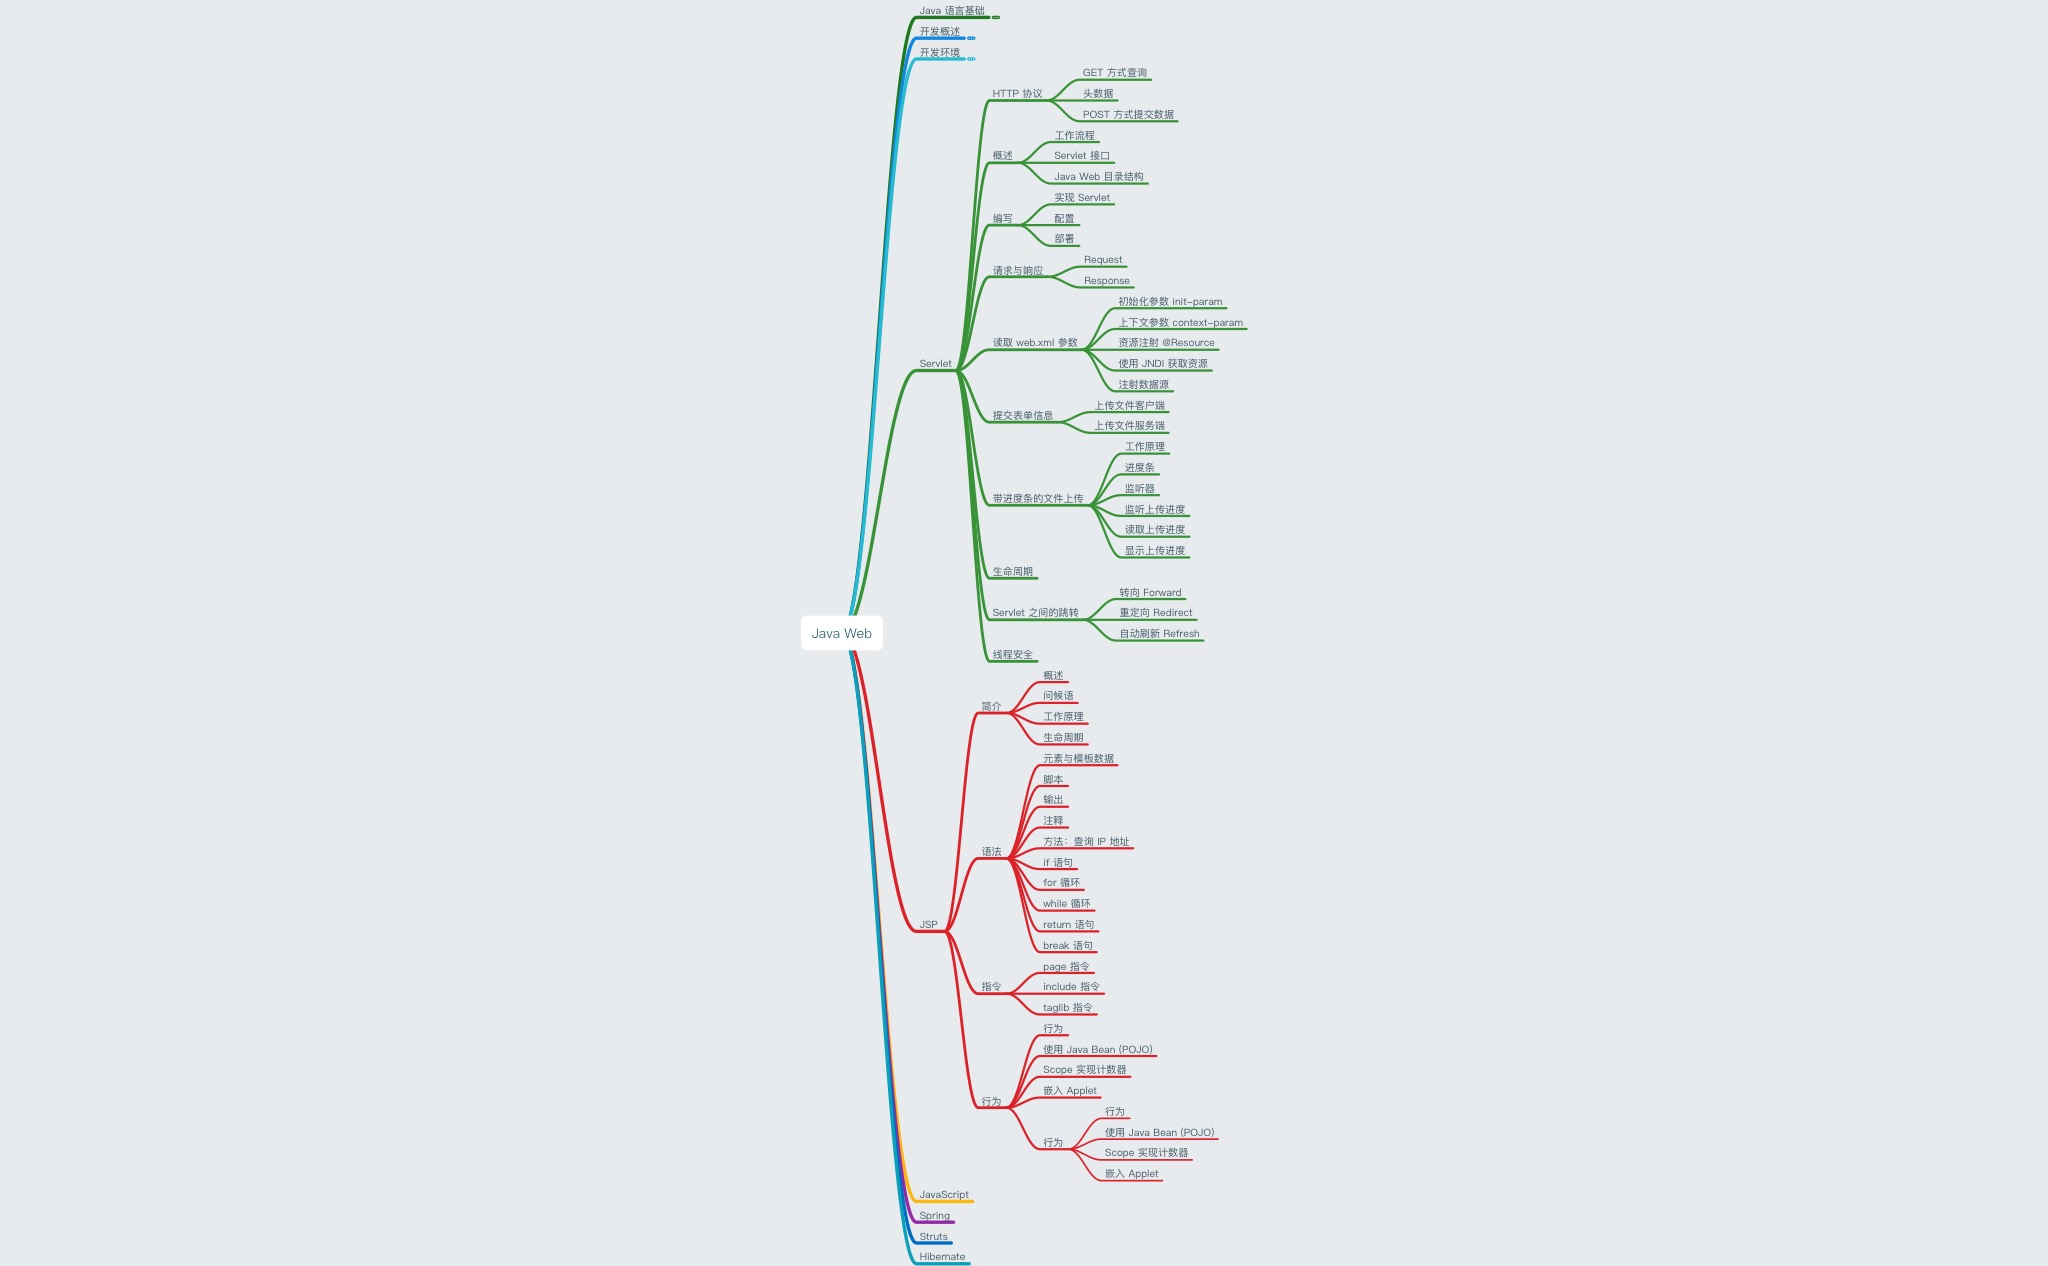 Java 语言基础
开发概述
开发环境
GET 方式查询
HTTP 协议
头数据
POST 方式提交数据
工作流程
概述
Servlet 接口
Java Web 目录结构
实现 Servlet
编写
配置
部署
Request
请求与响应
Response
初始化参数 init-param
上下文参数 context-param
读取 web.xml 参数
资源注射 @Resource
Servlet
使用 JNDI 获取资源
注射数据源
上传文件客户端
提交表单信息
上传文件服务端
工作原理
进度条
监听器
带进度条的文件上传
监听上传进度
读取上传进度
显示上传进度
生命周期
转向 Forward
Servlet 之间的跳转
重定向 Redirect
自动刷新 Refresh
Java Web
线程安全
概述
问候语
简介
工作原理
生命周期
元素与模板数据
脚本
输出
注释
方法：查询 IP 地址
语法
if 语句
for 循环
while 循环
JSP
return 语句
break 语句
page 指令
指令
include 指令
taglib 指令
行为
使用 Java Bean (POJO)
Scope 实现计数器
嵌入 Applet
行为
行为
使用 Java Bean (POJO)
行为
Scope 实现计数器
嵌入 Applet
JavaScript
Spring
Struts
Hibernate